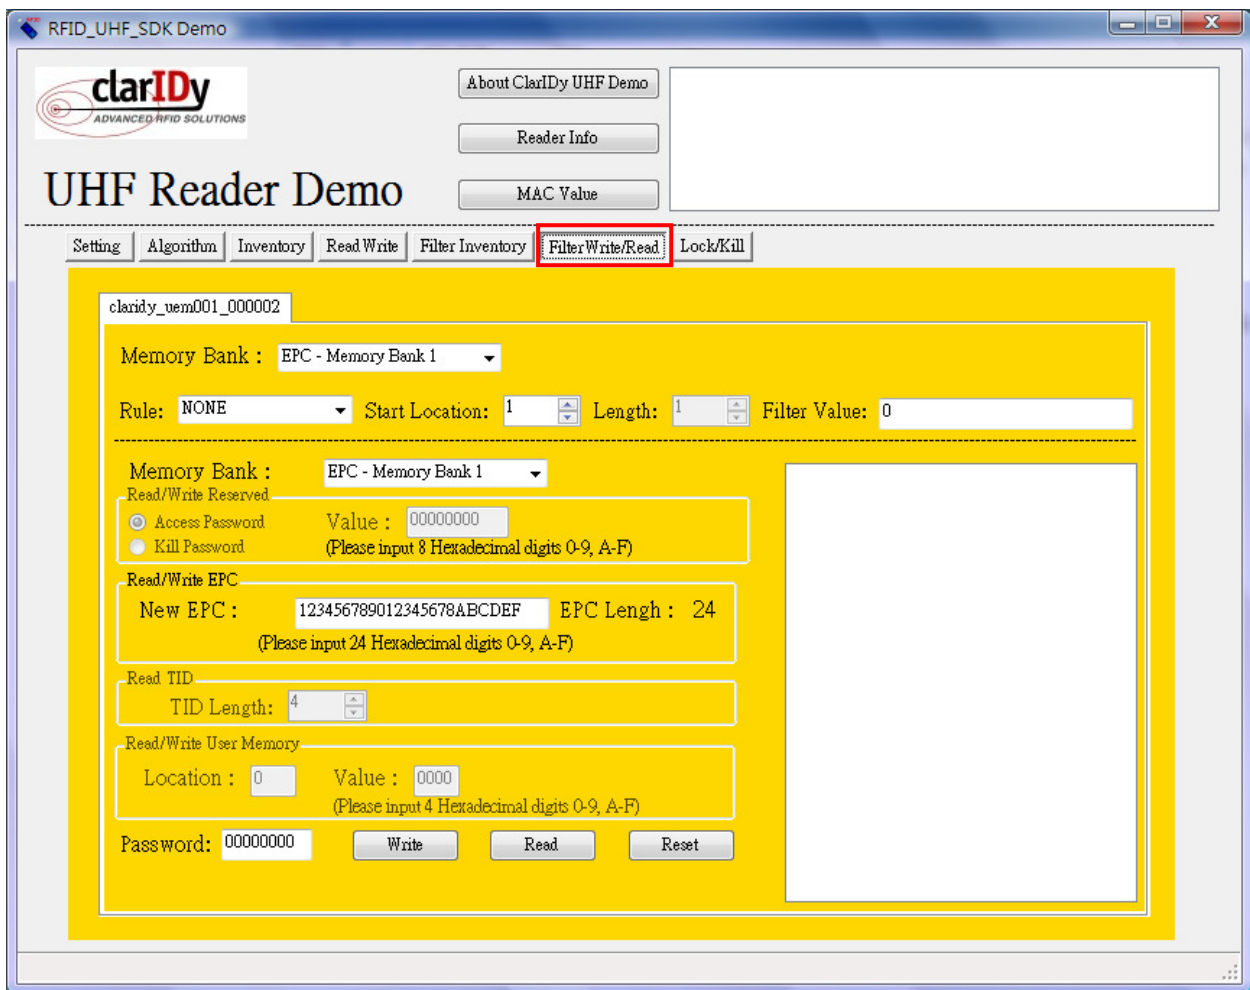 RFID_UHF_SDK Demo
clarIDy
ADVANCED RFID SOLUTIONS
About ClarIDy UHF Demo
Reader Info
UHF Reader Demo
MAC Value
Setting Algorithm Inventory Read Write Filter Inventory FilterWrite/Read Lock/Kill
claridy_uem001_000002
Memory Bank : EPC - Memory Bank 1
Rule: NONE Start Location: 1 Length: 1 Filter Value: 0
Memory Bank : EPC - Memory Bank 1
Read/Write Reserved
Access Password Value : 00000000
Kill Password (Please input 8 Hexadecimal digits 0-9, A-F)
Read/Write EPC
New EPC : 123456789012345678ABCDEF EPC Lengh : 24
(Please input 24 Hexadecimal digits 0-9, A-F)
Read TID
TID Length: 4
Read/Write User Memory
Location : 0 Value : 0000
(Please input 4 Hexadecimal digits 0-9, A-F)
Password: 00000000 Write Read Reset